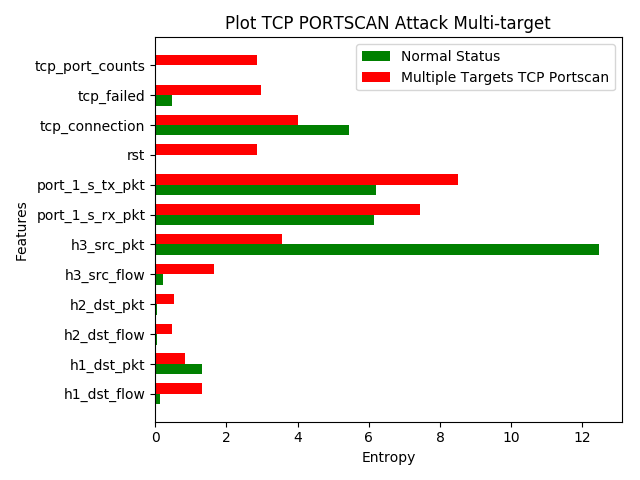 Plot TCP PORTSCAN Attack Multi-target
Normal Status
Multiple Targets TCP Portscan
Features
tcp_port_counts
tcp_failed
tcp_connection
rst
port_1_s_tx_pkt
port_1_s_rx_pkt
h3_src_pkt
h3_src_flow
h2_dst_pkt
h2_dst_flow
h1_dst_pkt
h1_dst_flow
0 2 4 6 8 10 12
Entropy